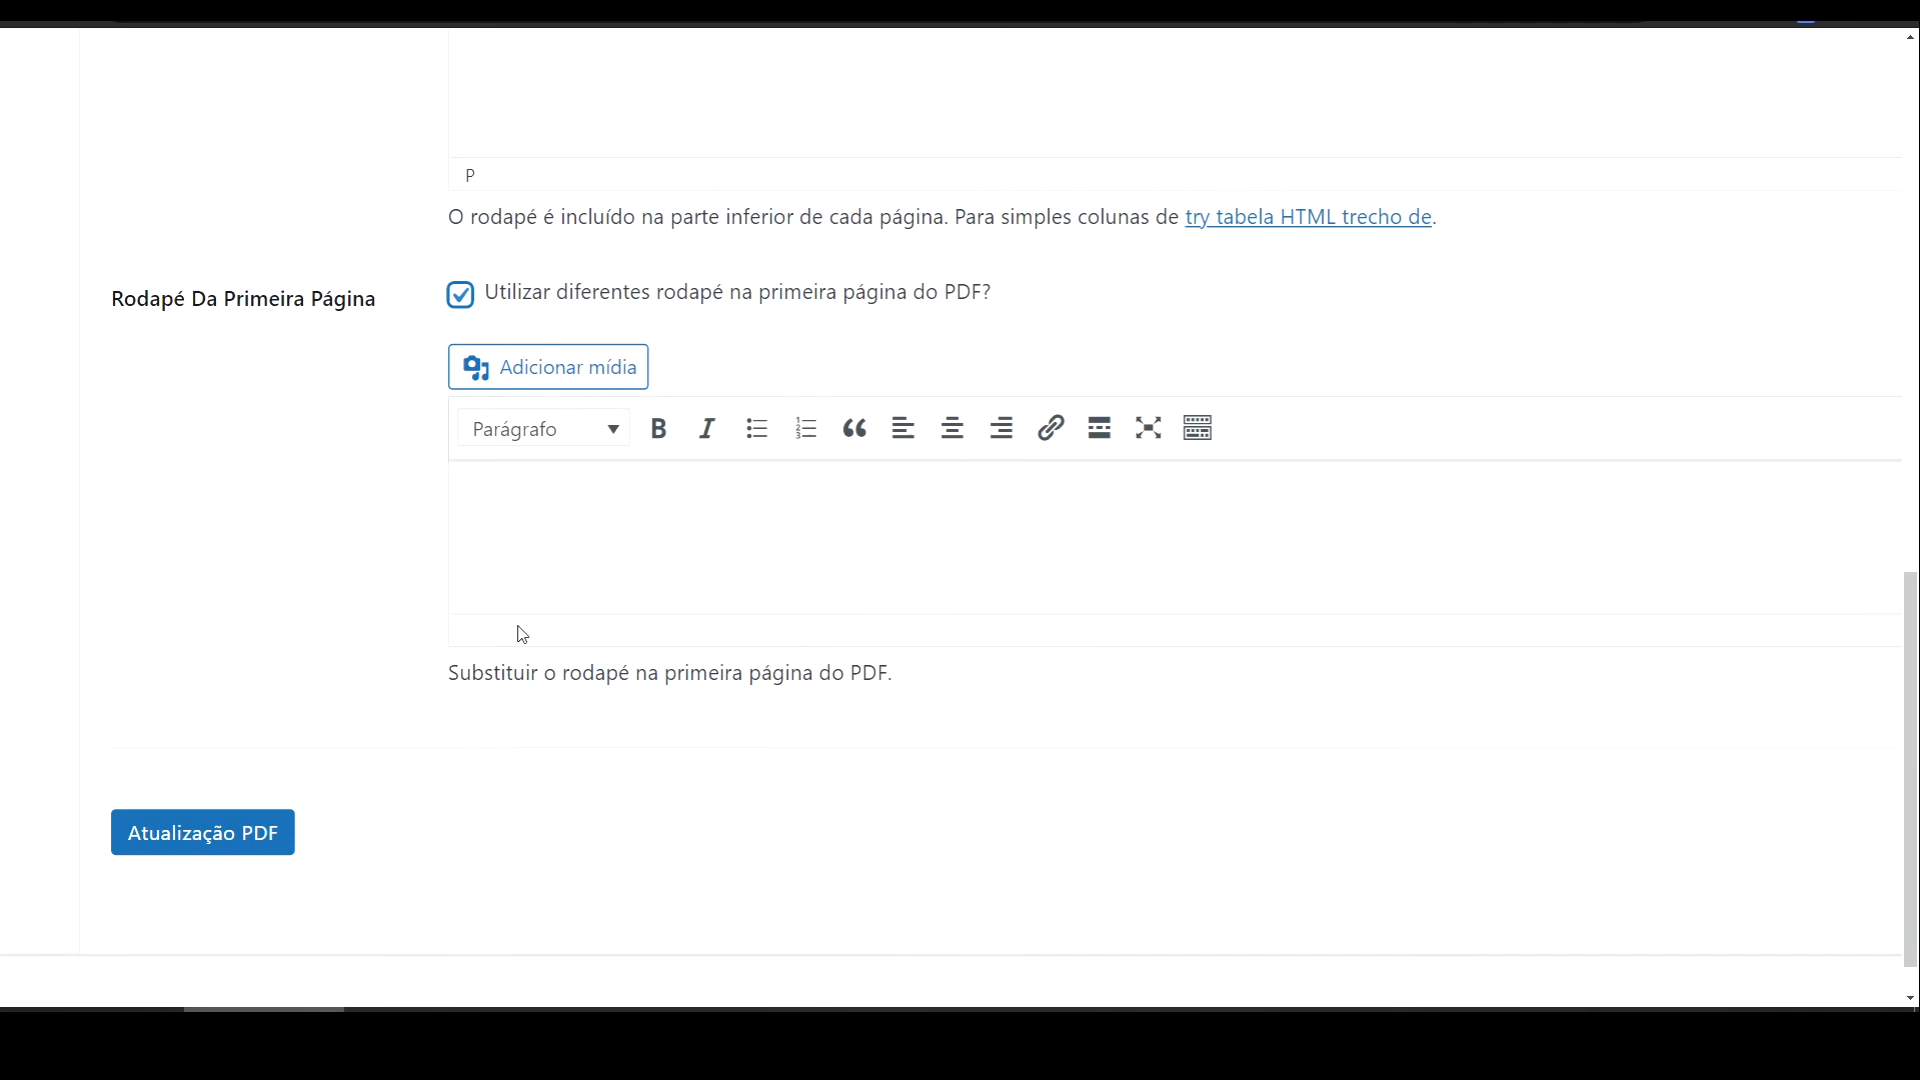 P
O rodapé é incluído na parte inferior de cada página. Para simples colunas de try tabela HTML trecho de.
Rodapé Da Primeira Página
Utilizar diferentes rodapé na primeira página do PDF?
Adicionar mídia
Parágrafo
Substituir o rodapé na primeira página do PDF.
Atualização PDF